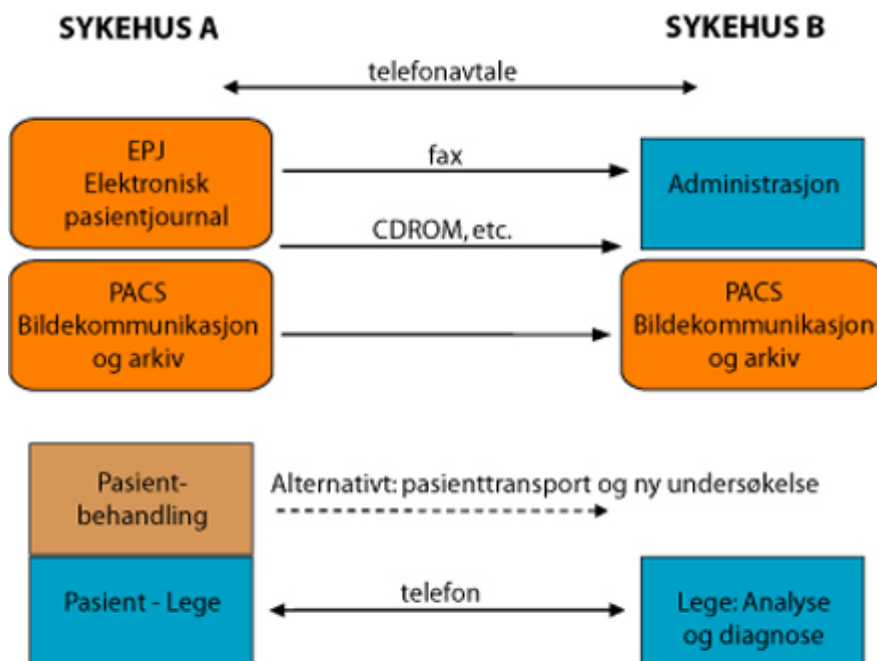 SYKEHUS A
SYKEHUS B
telefonavtale
EPJ
Elektronisk
pasientjournal
fax
CDROM, etc.
Administrasjon
PACS
Bildekommunikasjon
og arkiv
PACS
Bildekommunikasjon
og arkiv
Pasient-
behandling
Alternativt: pasienttransport og ny undersøkelse
Pasient - Lege
telefon
Lege: Analyse
og diagnose